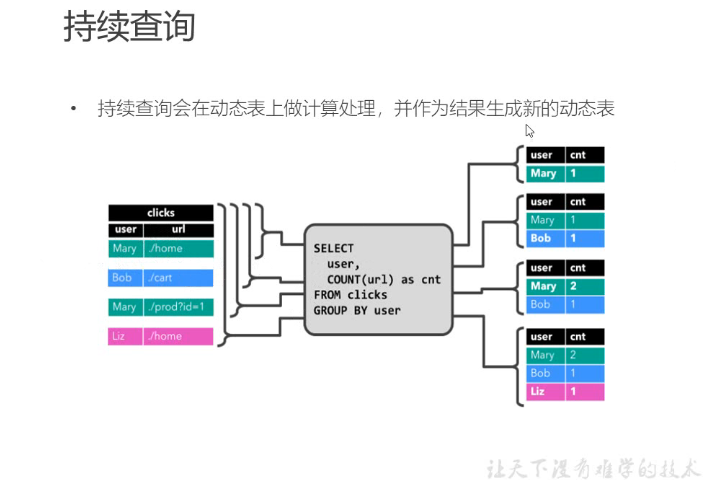 持续查询
• 持续查询会在动态表上做计算处理，并作为结果生成新的动态表
clicks
user url
Mary ./home
Bob ./cart
Mary ./prod?id=1
Liz ./home
SELECT
user,
COUNT(url) as cnt
FROM clicks
GROUP BY user
user cnt
Mary 1
user cnt
Mary 1
Bob 1
user cnt
Mary 2
Bob 1
user cnt
Mary 2
Bob 1
Liz 1
让天下没有难学的技术